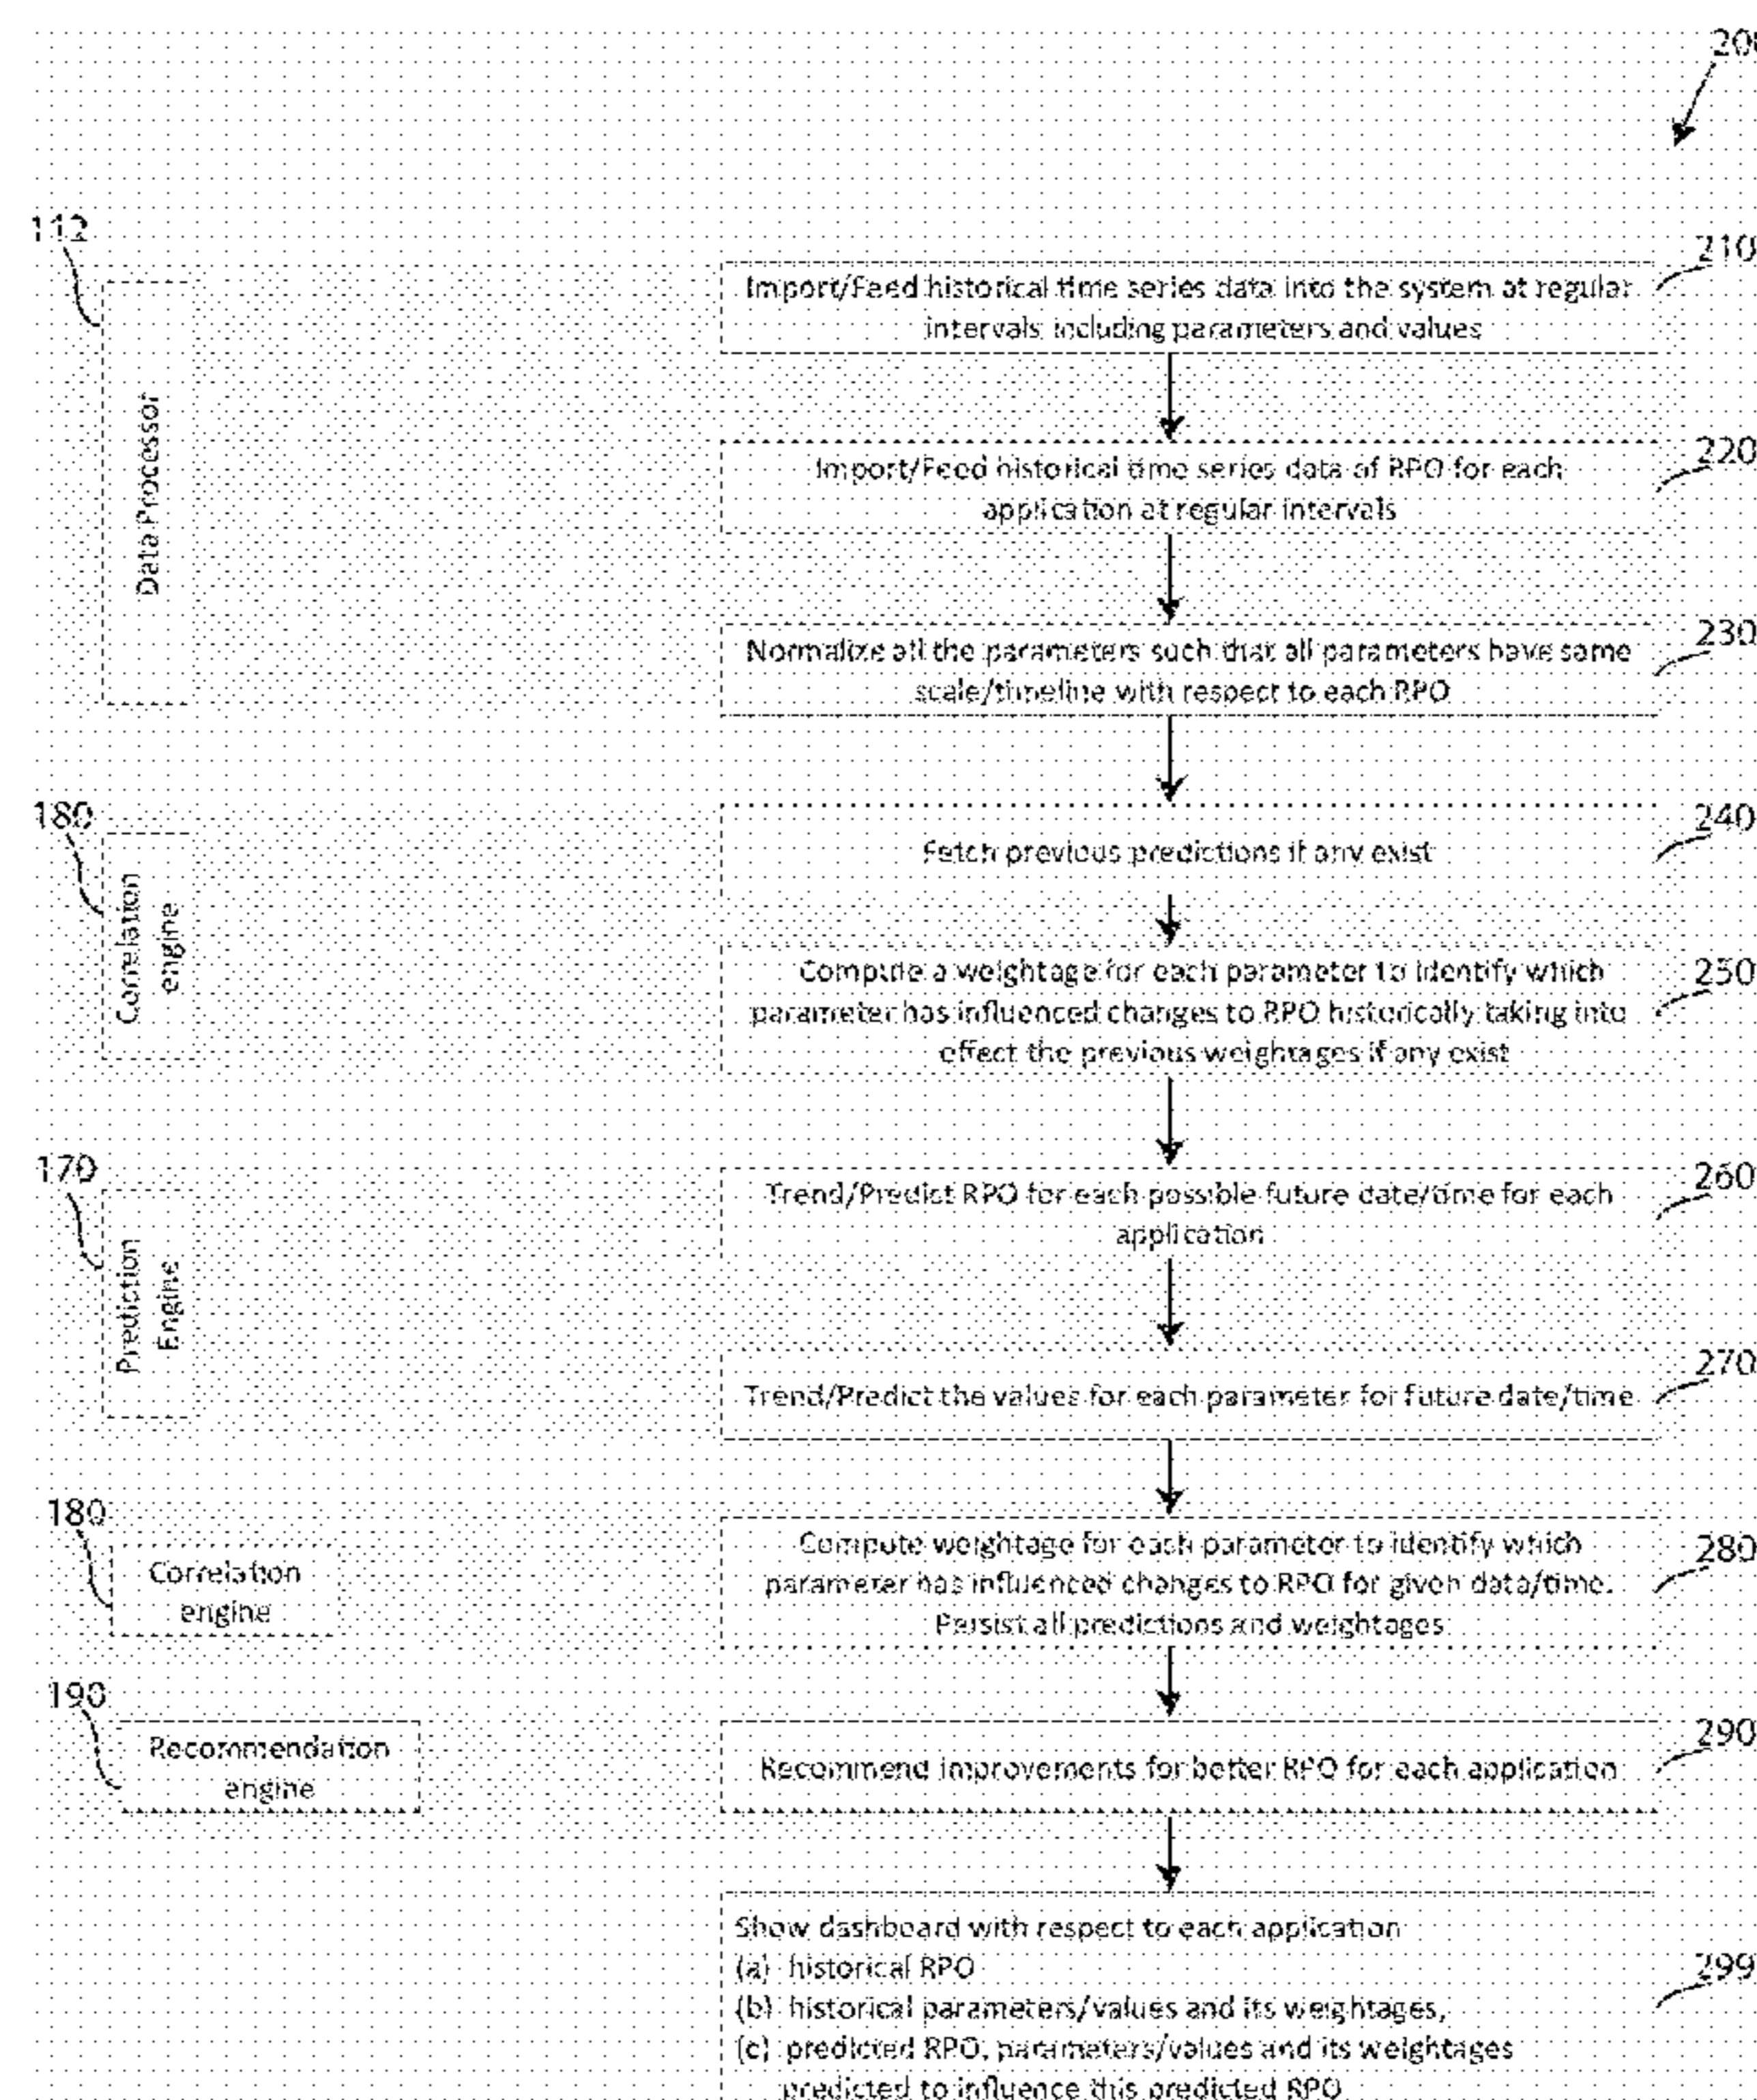 200
112
Data Processor
210
Import/Feed historical time series data into the system at regular
intervals including parameters and values
220
Import/Feed historical time series data of RPO for each
application at regular intervals
230
Normalize all the parameters such that all parameters have same
scale/timeline with respect to each RPO
180
Correlation
engine
240
Fetch previous predictions if any exist
250
Compute a weightage for each parameter to identify which
parameter has influenced changes to RPO historically taking into
effect the previous weightages if any exist
170
Prediction
Engine
260
Trend/Predict RPO for each possible future date/time for each
application
270
Trend/Predict the values for each parameter for future date/time
180
Correlation
engine
280
Compute weightage for each parameter to identify which
parameter has influenced changes to RPO for given data/time.
Persist all predictions and weightages
190
Recommendation
engine
290
Recommend improvements for better RPO for each application
299
Show dashboard with respect to each application
(a) historical RPO
(b) historical parameters/values and its weightages,
(c) predicted RPO, parameters/values and its weightages
predicted to influence this predicted RPO